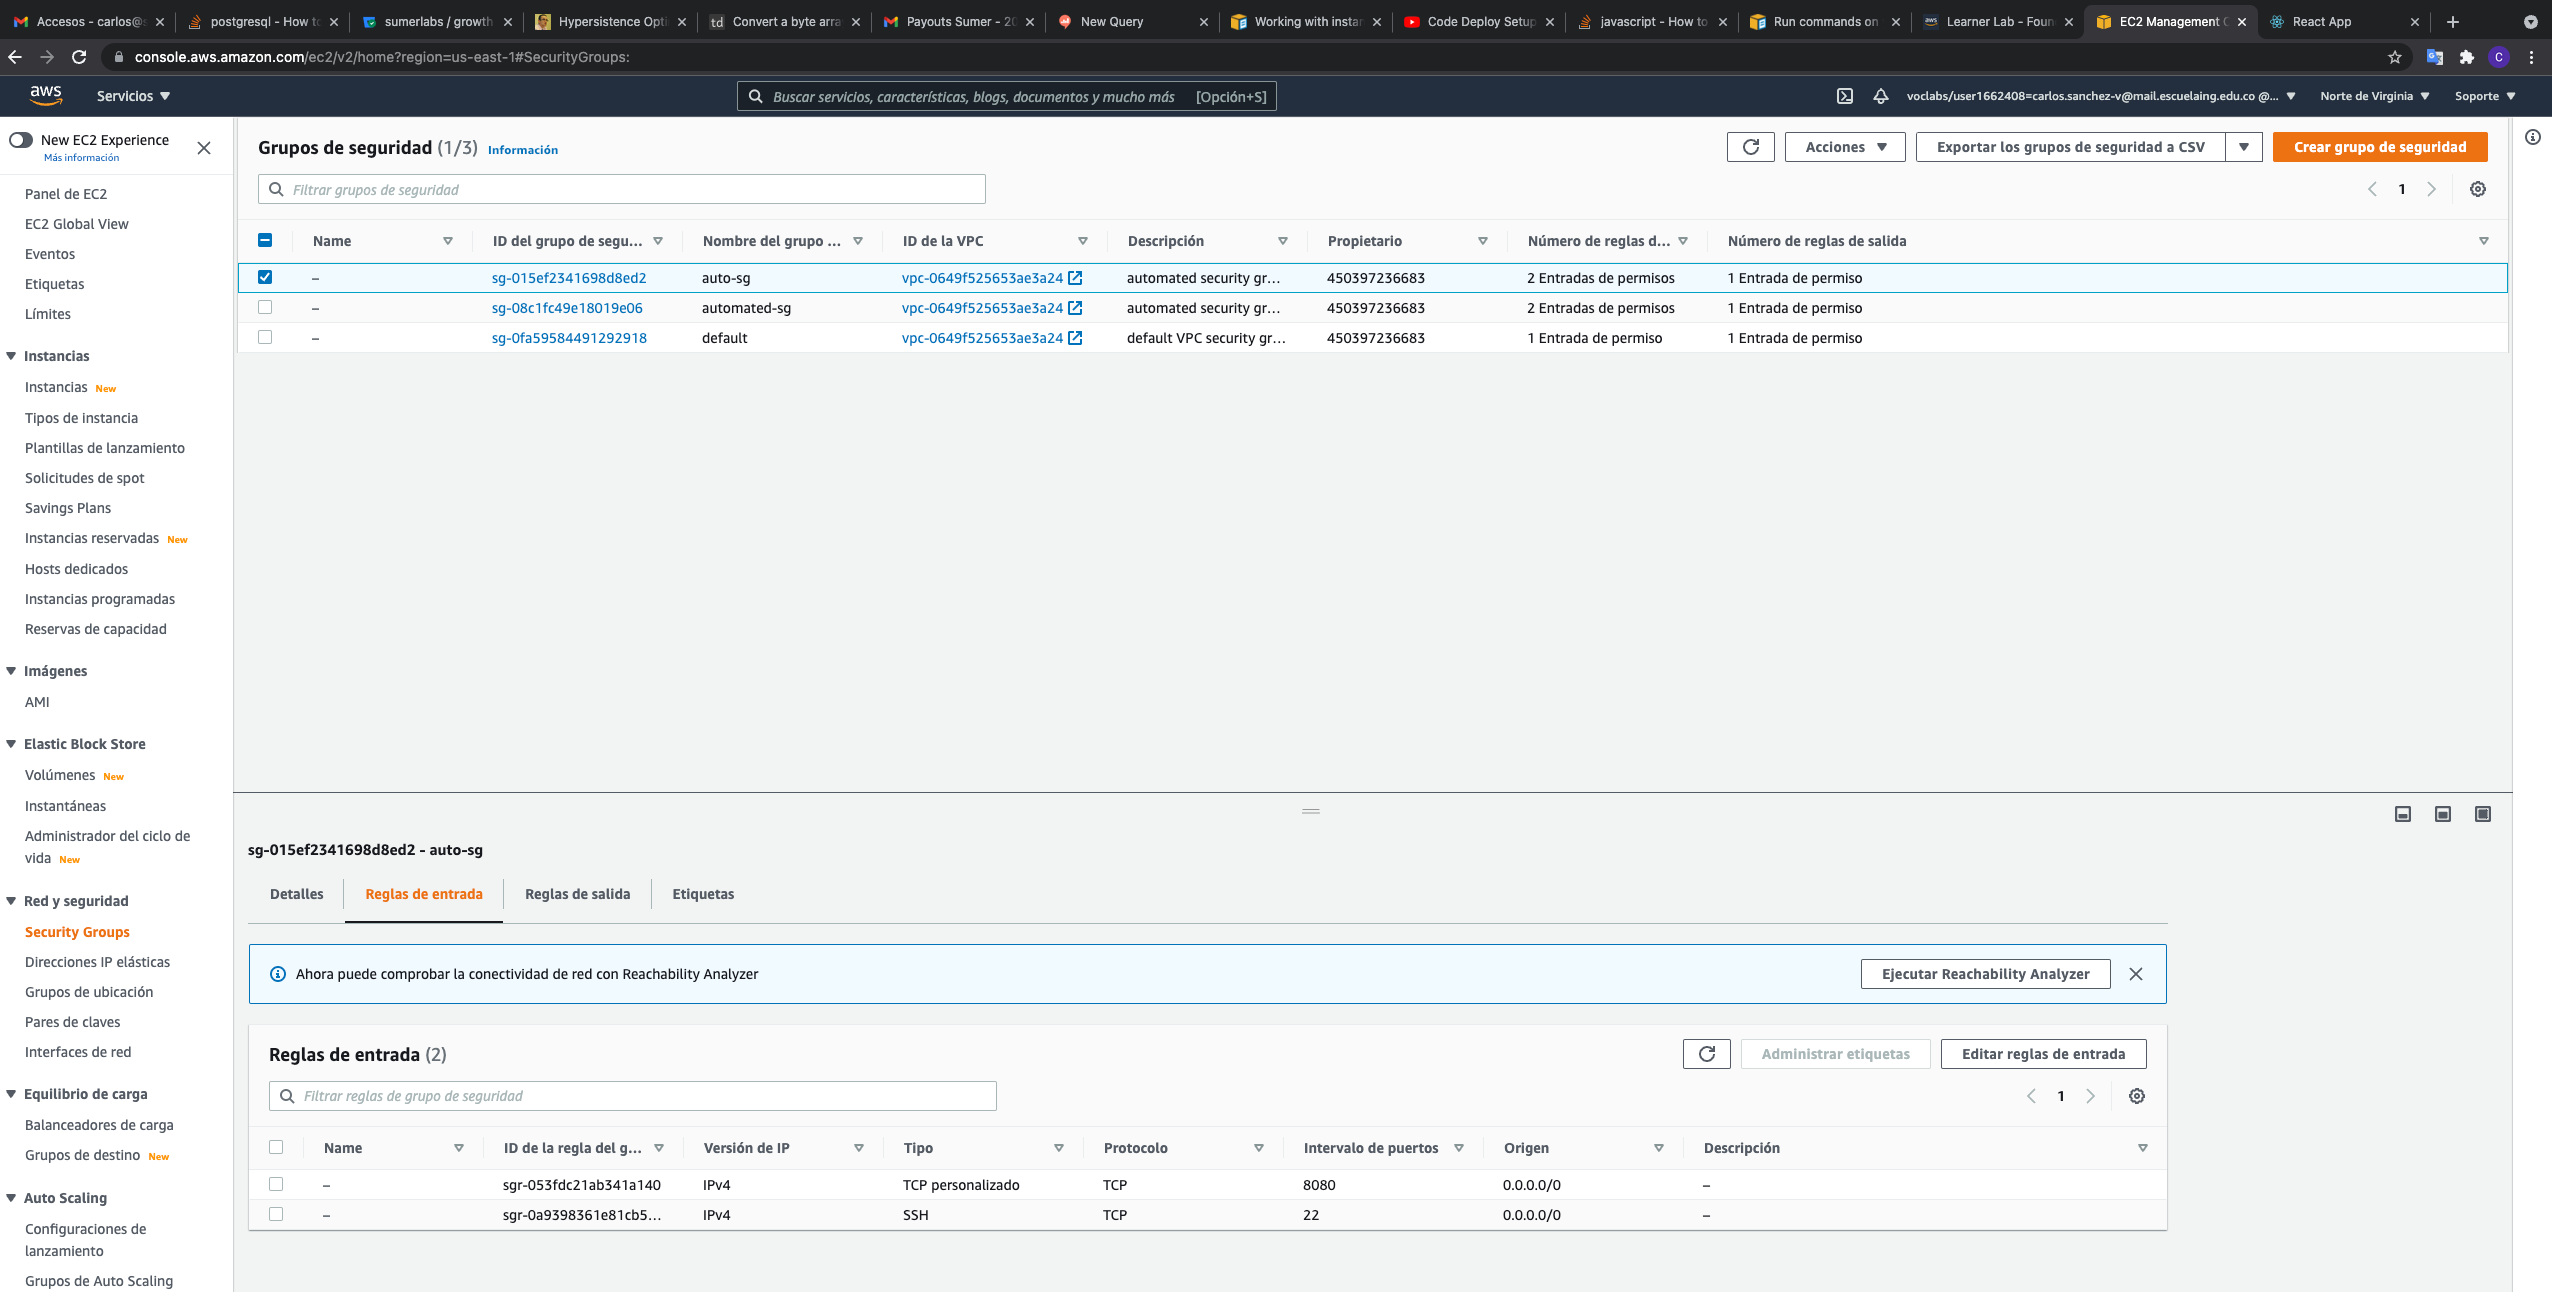 Accesos - carlos@s
postgresql - How to
sumerlabs / growth
Hypersistence Opti
Convert a byte arra
Payouts Sumer - 20
New Query
Working with instan
Code Deploy Setup
javascript - How to
Run commands on
Learner Lab - Foun
EC2 Management C
React App
console.aws.amazon.com/ec2/v2/home?region=us-east-1#SecurityGroups:
aws
Servicios
Buscar servicios, características, blogs, documentos y mucho más [Opción+S]
voclabs/user1662408=carlos.sanchez-v@mail.escuelaing.edu.co @...
Norte de Virginia
Soporte
New EC2 Experience
Más información
Panel de EC2
EC2 Global View
Eventos
Etiquetas
Límites
Instancias
Instancias New
Tipos de instancia
Plantillas de lanzamiento
Solicitudes de spot
Savings Plans
Instancias reservadas New
Hosts dedicados
Instancias programadas
Reservas de capacidad
Imágenes
AMI
Elastic Block Store
Volúmenes New
Instantáneas
Administrador del ciclo de
vida New
Red y seguridad
Security Groups
Direcciones IP elásticas
Grupos de ubicación
Pares de claves
Interfaces de red
Equilibrio de carga
Balanceadores de carga
Grupos de destino New
Auto Scaling
Configuraciones de
lanzamiento
Grupos de Auto Scaling
Grupos de seguridad (1/3) Información
Acciones
Exportar los grupos de seguridad a CSV
Crear grupo de seguridad
Filtrar grupos de seguridad
1
Name ID del grupo de segu... Nombre del grupo ... ID de la VPC Descripción Propietario Número de reglas d... Número de reglas de salida
– sg-015ef2341698d8ed2 auto-sg vpc-0649f525653ae3a24 automated security gr... 450397236683 2 Entradas de permisos 1 Entrada de permiso
– sg-08c1fc49e18019e06 automated-sg vpc-0649f525653ae3a24 automated security gr... 450397236683 2 Entradas de permisos 1 Entrada de permiso
– sg-0fa59584491292918 default vpc-0649f525653ae3a24 default VPC security gr... 450397236683 1 Entrada de permiso 1 Entrada de permiso
sg-015ef2341698d8ed2 - auto-sg
Detalles
Reglas de entrada
Reglas de salida
Etiquetas
Ahora puede comprobar la conectividad de red con Reachability Analyzer
Ejecutar Reachability Analyzer
Reglas de entrada (2)
Administrar etiquetas
Editar reglas de entrada
Filtrar reglas de grupo de seguridad
1
Name ID de la regla del g... Versión de IP Tipo Protocolo Intervalo de puertos Origen Descripción
– sgr-053fdc21ab341a140 IPv4 TCP personalizado TCP 8080 0.0.0.0/0 –
– sgr-0a9398361e81cb5... IPv4 SSH TCP 22 0.0.0.0/0 –